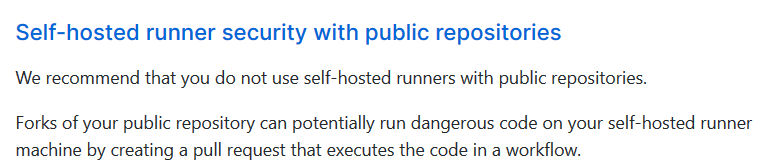 Self-hosted runner security with public repositories
We recommend that you do not use self-hosted runners with public repositories.
Forks of your public repository can potentially run dangerous code on your self-hosted runner
machine by creating a pull request that executes the code in a workflow.